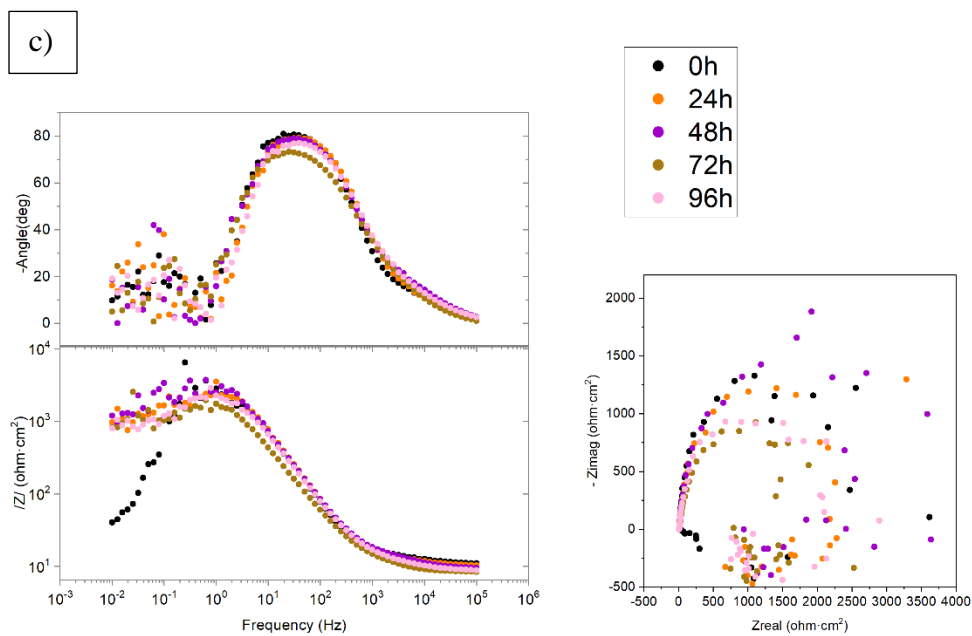 c)
0h
24h
48h
72h
96h
-Angle(deg)
80
60
40
20
0
/Z/ (ohm·cm²)
10⁴
10³
10²
10¹
10⁻³ 10⁻² 10⁻¹ 10⁰ 10¹ 10² 10³ 10⁴ 10⁵ 10⁶
Frequency (Hz)
- Zimag (ohm·cm²)
2000
1500
1000
500
0
-500
-500 0 500 1000 1500 2000 2500 3000 3500 4000
Zreal (ohm·cm²)